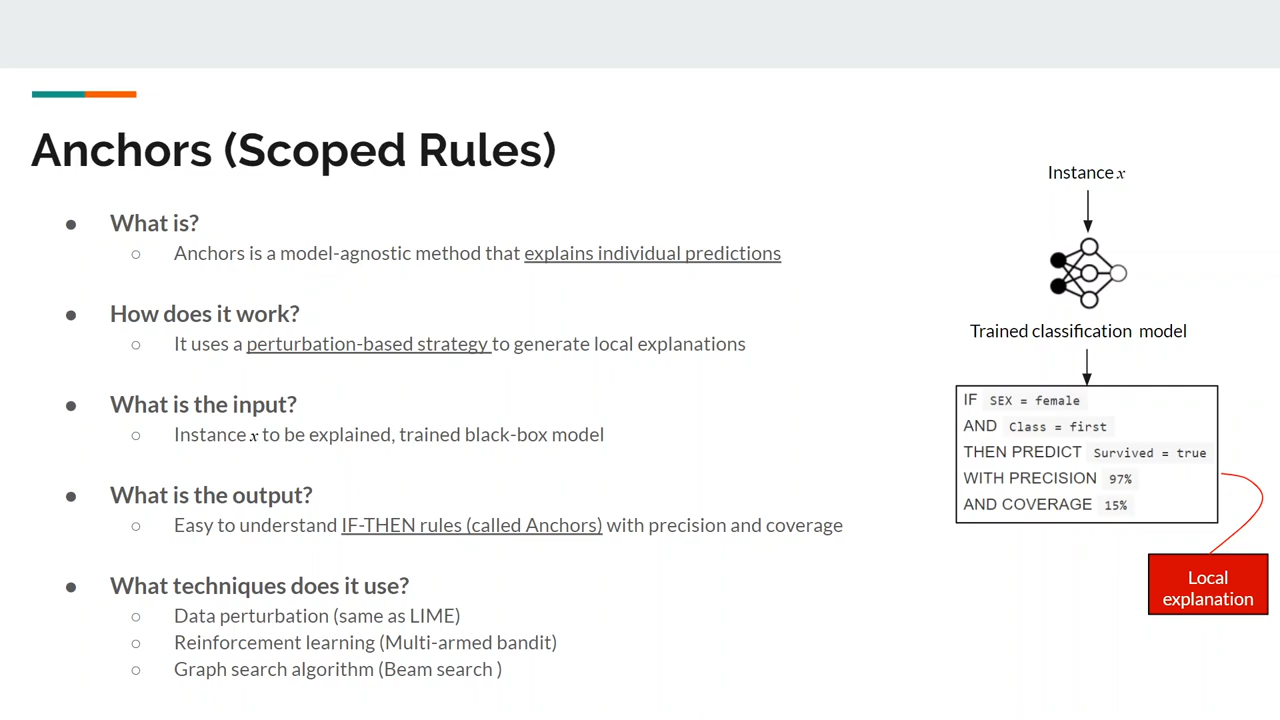 Anchors (Scoped Rules)
● What is?
○ Anchors is a model-agnostic method that explains individual predictions
● How does it work?
○ It uses a perturbation-based strategy to generate local explanations
● What is the input?
○ Instance x to be explained, trained black-box model
● What is the output?
○ Easy to understand IF-THEN rules (called Anchors) with precision and coverage
● What techniques does it use?
○ Data perturbation (same as LIME)
○ Reinforcement learning (Multi-armed bandit)
○ Graph search algorithm (Beam search )
Instance x
Trained classification model
IF SEX = female
AND Class = first
THEN PREDICT Survived = true
WITH PRECISION 97%
AND COVERAGE 15%
Local
explanation